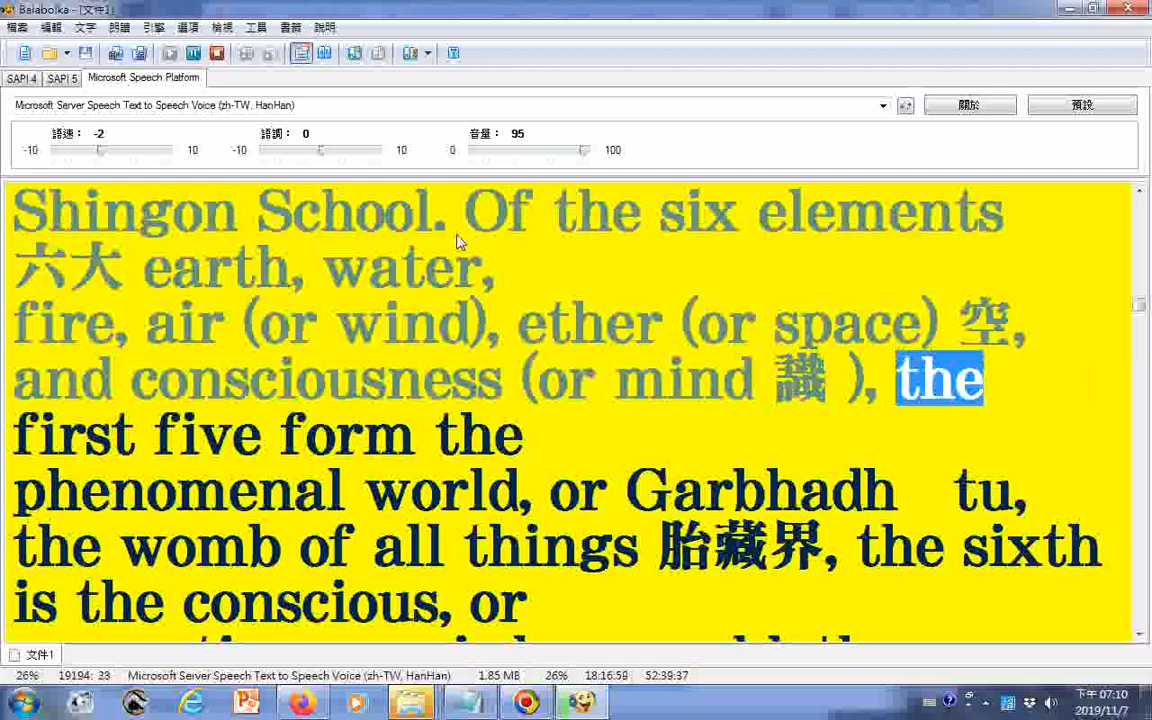 Balabolka - [文件1]
檔案 編輯 文字 朗讀 引擎 選項 檢視 工具 書籤 說明
SAPI 4 SAPI 5 Microsoft Speech Platform
Microsoft Server Speech Text to Speech Voice (zh-TW, HanHan) 關於 預設
語速： -2 語調： 0 音量： 95
-10 10 -10 10 0 100
Shingon School. Of the six elements
六大 earth, water,
fire, air (or wind), ether (or space) 空,
and consciousness (or mind 識 ), the
first five form the
phenomenal world, or Garbhadh tu,
the womb of all things 胎藏界, the sixth
is the conscious, or
文件1
26% 19194: 23 Microsoft Server Speech Text to Speech Voice (zh-TW, HanHan) 1.85 MB 26% 18:16:59 52:39:37
下午 07:10
2019/11/7